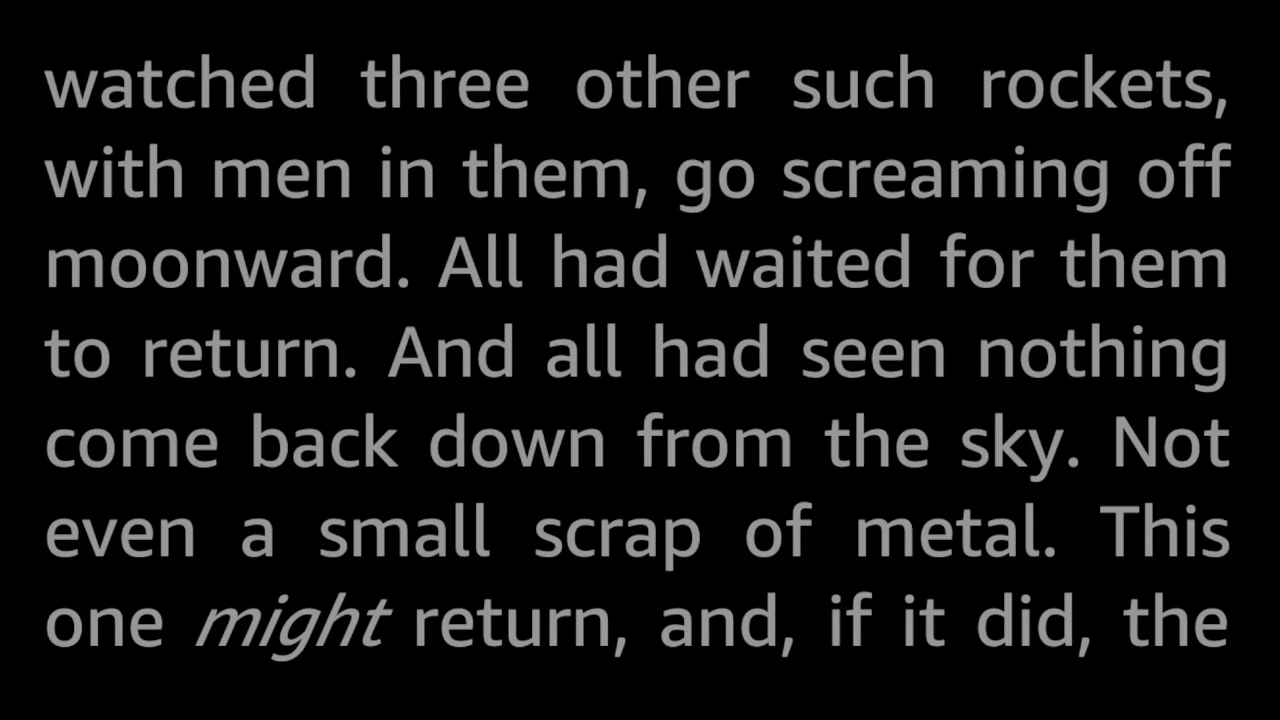 watched three other such rockets,
with men in them, go screaming off
moonward. All had waited for them
to return. And all had seen nothing
come back down from the sky. Not
even a small scrap of metal. This
one might return, and, if it did, the